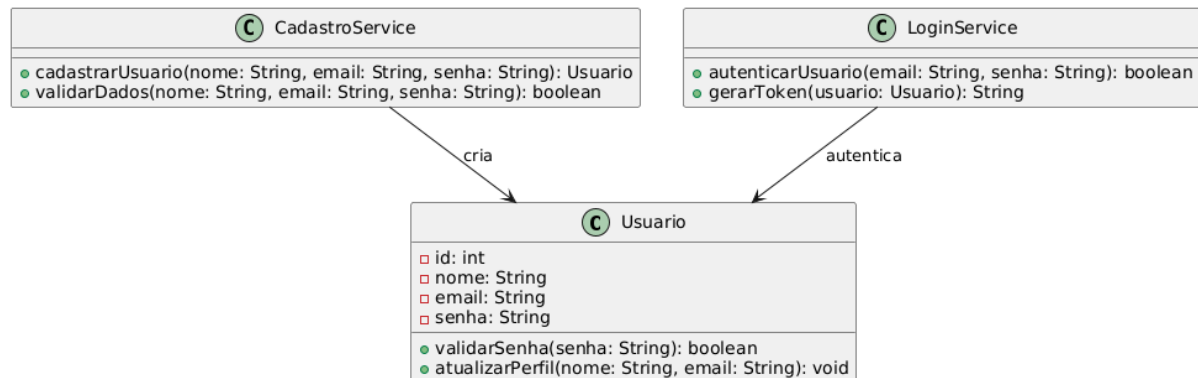 C CadastroService
cadastrarUsuario(nome: String, email: String, senha: String): Usuario
validarDados(nome: String, email: String, senha: String): boolean
C LoginService
autenticarUsuario(email: String, senha: String): boolean
gerarToken(usuario: Usuario): String
cria
autentica
C Usuario
id: int
nome: String
email: String
senha: String
validarSenha(senha: String): boolean
atualizarPerfil(nome: String, email: String): void